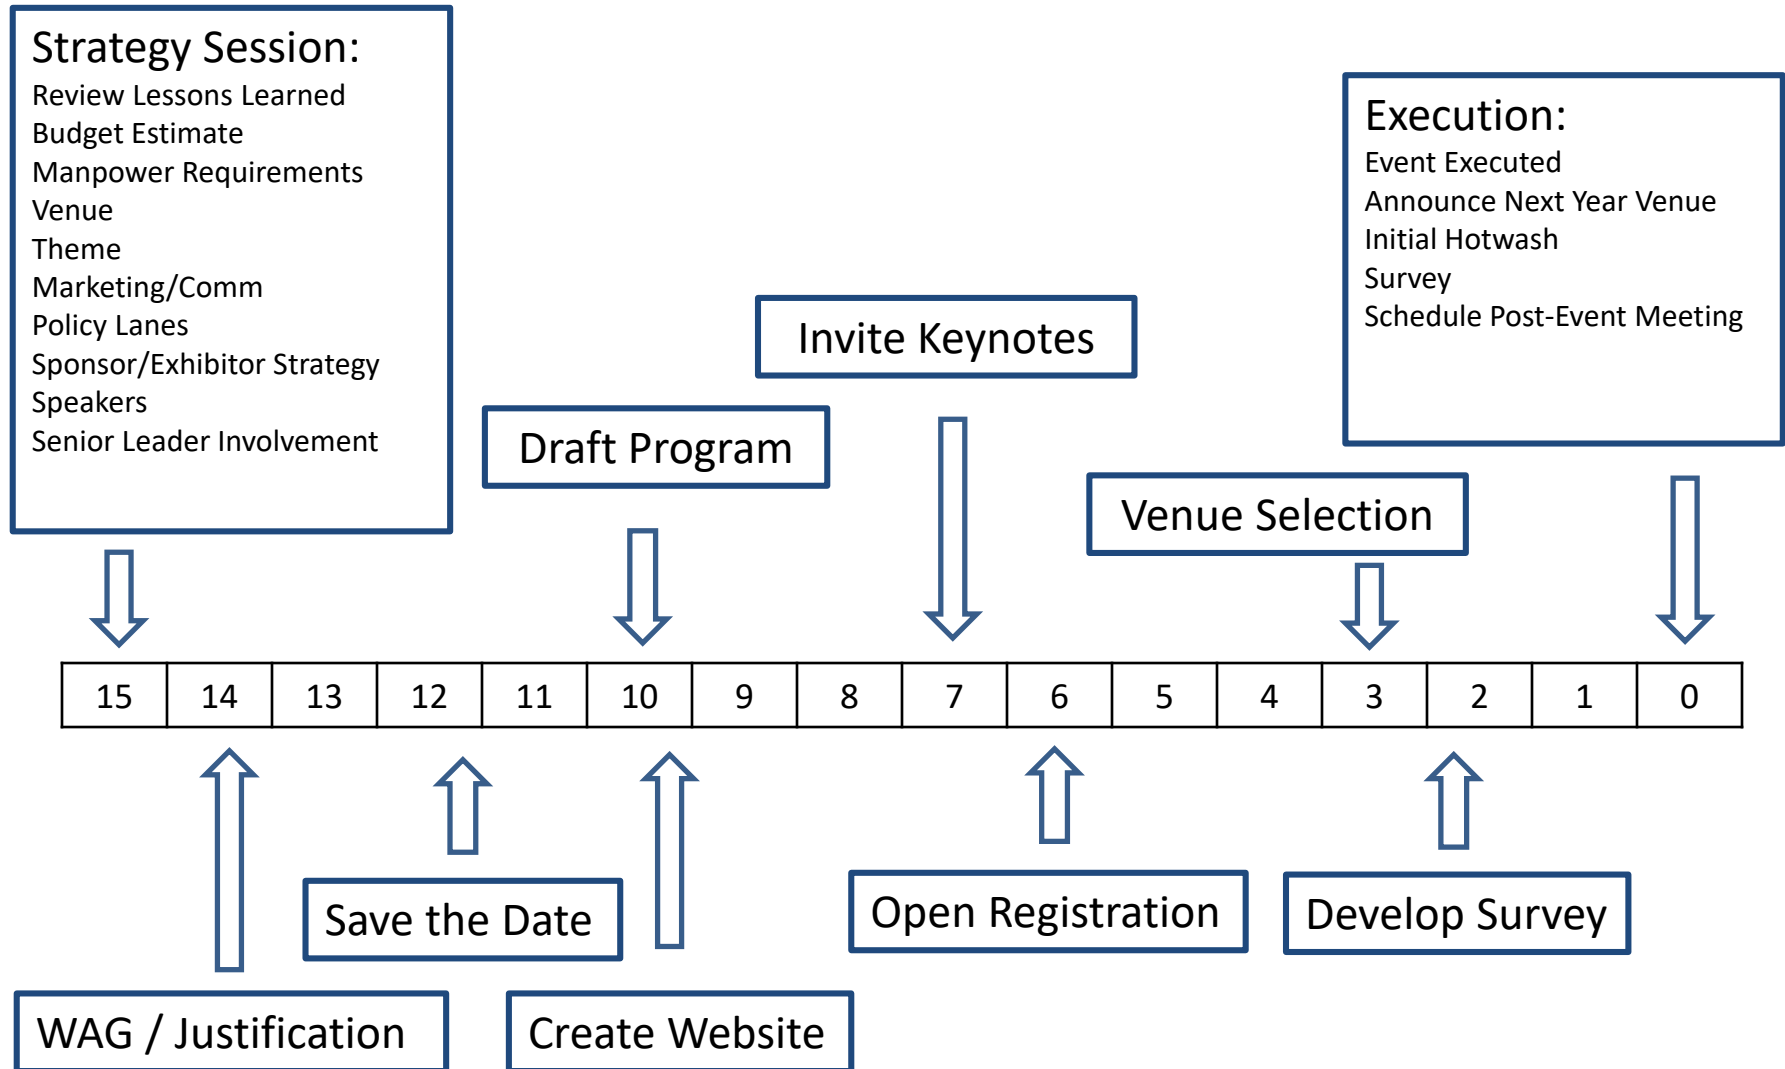 Strategy Session:
Review Lessons Learned
Budget Estimate
Manpower Requirements
Venue
Theme
Marketing/Comm
Policy Lanes
Sponsor/Exhibitor Strategy
Speakers
Senior Leader Involvement
Draft Program
Invite Keynotes
Venue Selection
Execution:
Event Executed
Announce Next Year Venue
Initial Hotwash
Survey
Schedule Post-Event Meeting
15 14 13 12 11 10 9 8 7 6 5 4 3 2 1 0
WAG / Justification
Save the Date
Create Website
Open Registration
Develop Survey